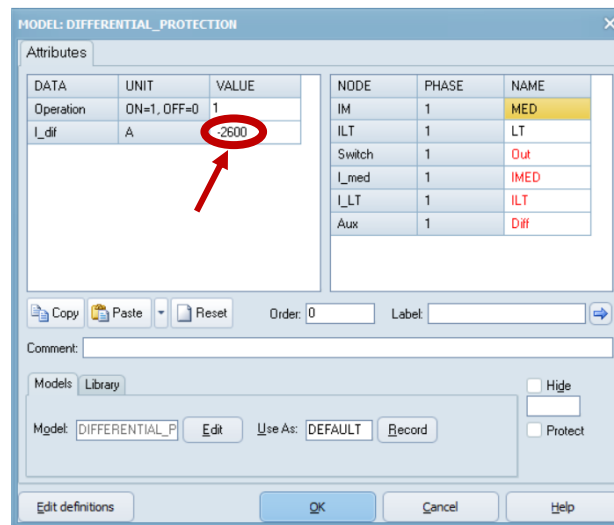 MODEL: DIFFERENTIAL_PROTECTION
Attributes
DATA UNIT VALUE
Operation ON=1, OFF=0 1
I_dif A -2600
NODE PHASE NAME
IM 1 MED
ILT 1 LT
Switch 1 Out
I_med 1 IMED
I_LT 1 ILT
Aux 1 Diff
Copy Paste Reset Order: 0 Label:
Comment:
Models Library
Hide
Model: DIFFERENTIAL_P Edit Use As: DEFAULT Record
Protect
Edit definitions OK Cancel Help